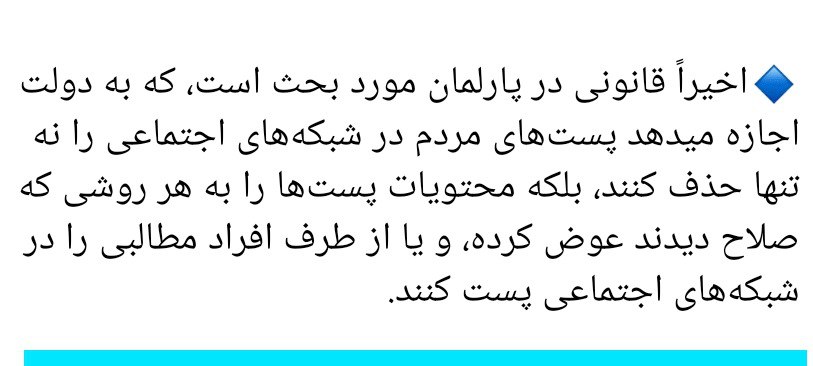 🔷اخیراً قانونی در پارلمان مورد بحث است، که به دولت
اجازه میدهد پست‌های مردم در شبکه‌های اجتماعی را نه
تنها حذف کنند، بلکه محتویات پست‌ها را به هر روشی که
صلاح دیدند عوض کرده، و یا از طرف افراد مطالبی را در
شبکه‌های اجتماعی پست کنند.